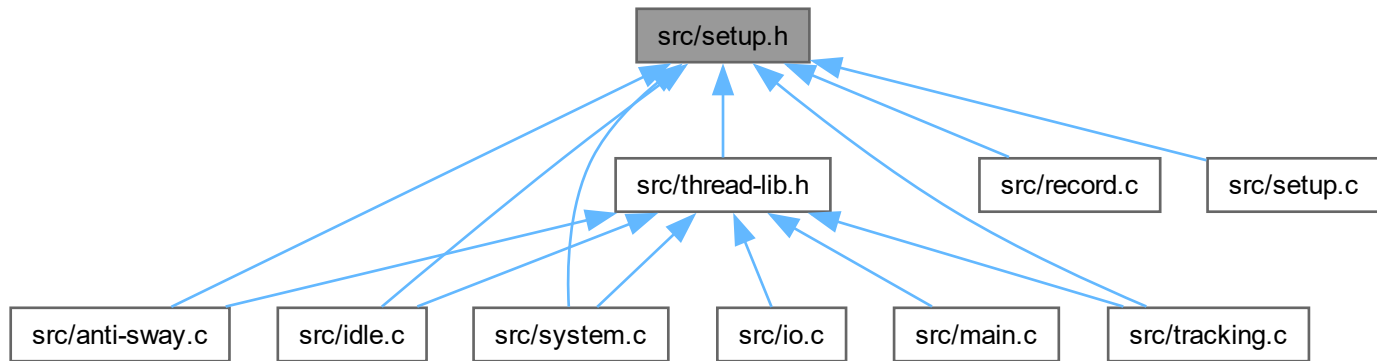 src/setup.h
src/thread-lib.h
src/record.c
src/setup.c
src/anti-sway.c
src/idle.c
src/system.c
src/io.c
src/main.c
src/tracking.c